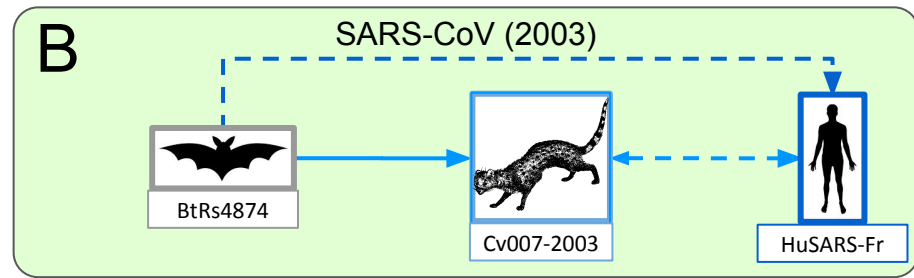 B
SARS-CoV (2003)
BtRs4874
Cv007-2003
HuSARS-Fr